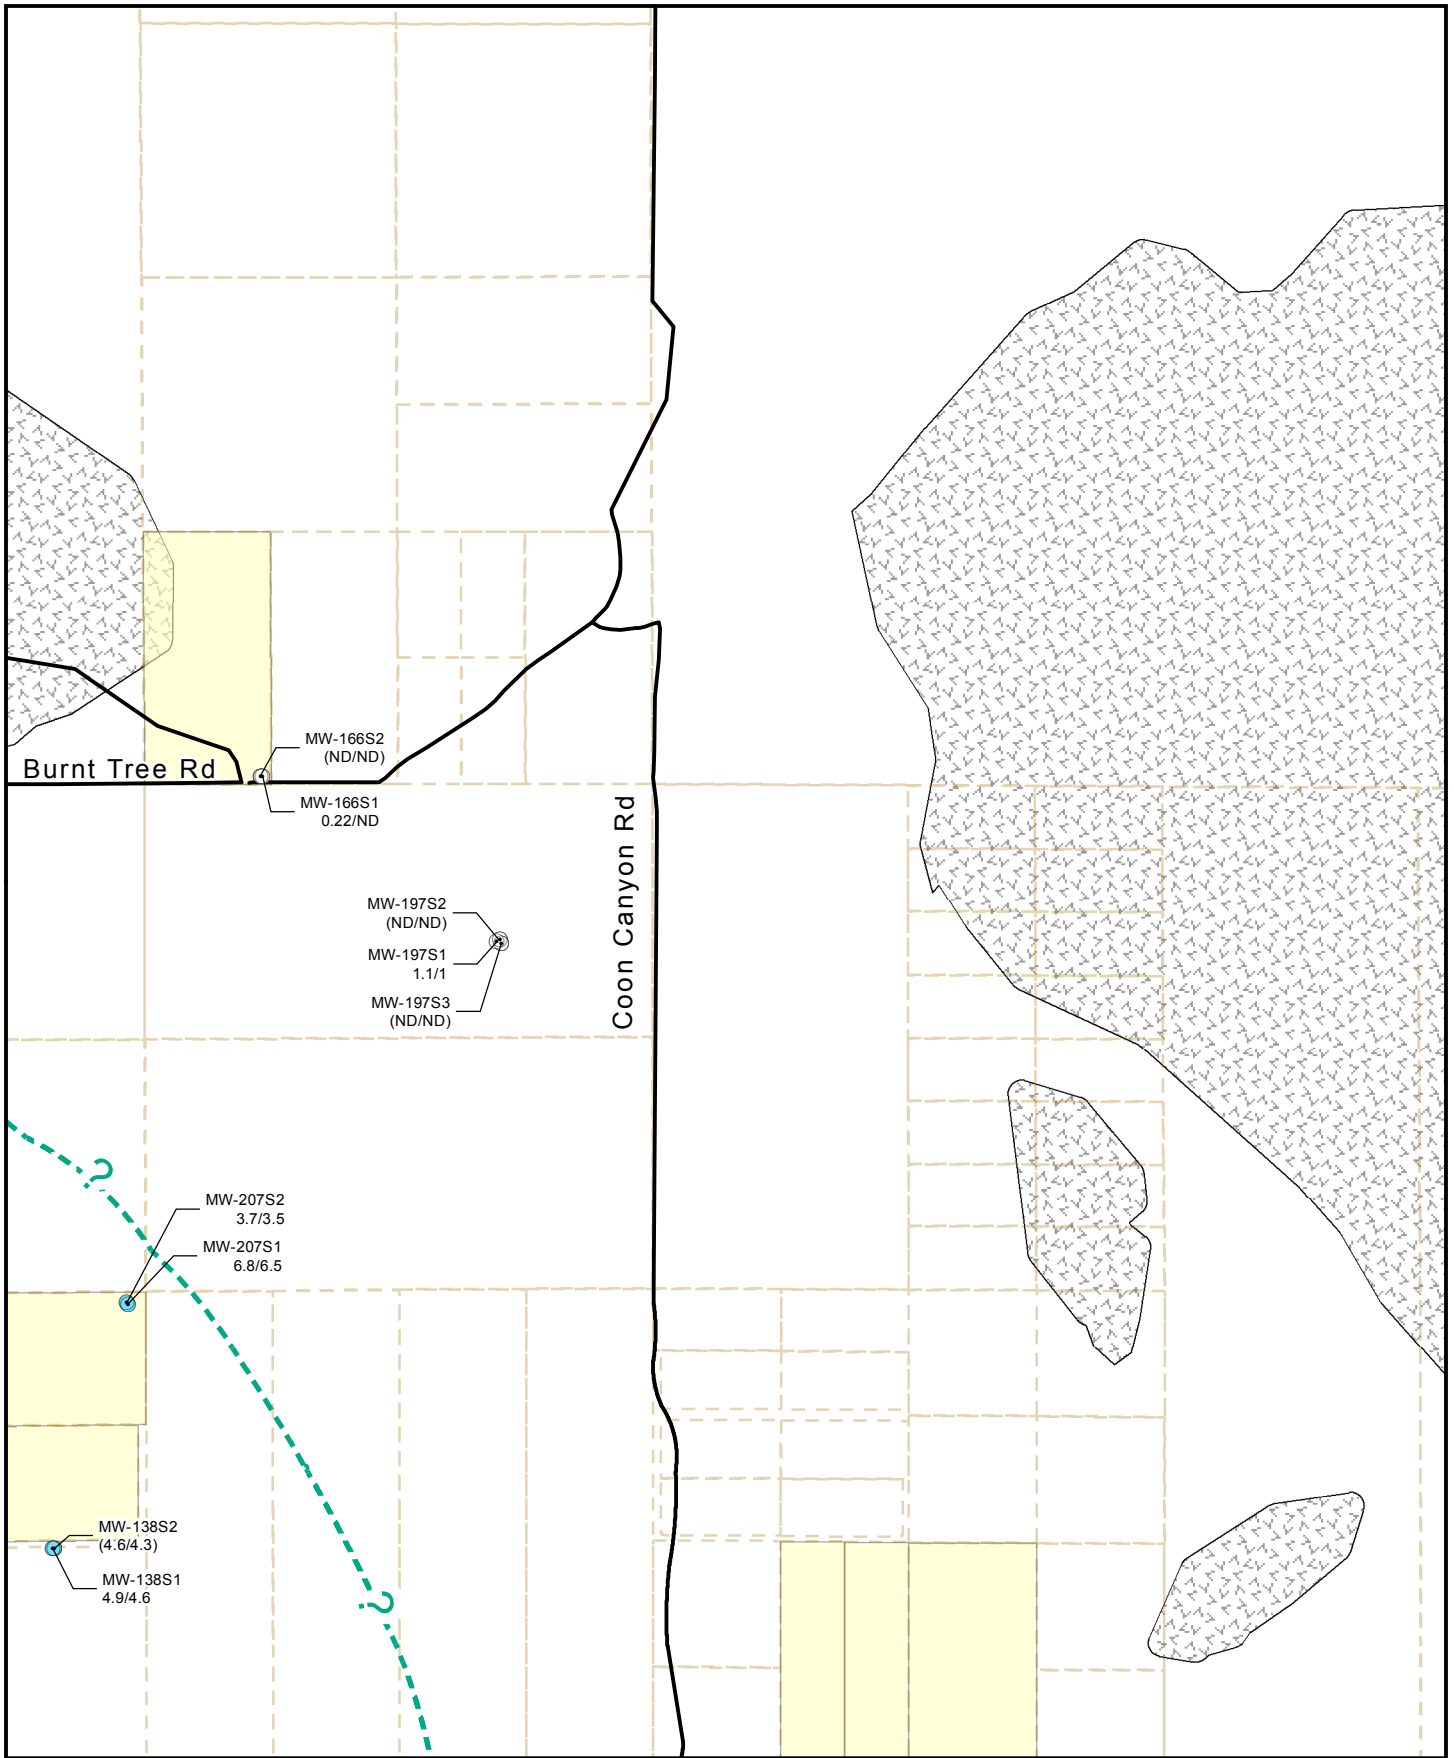 MW-166S2
(ND/ND)
Burnt Tree Rd
MW-166S1
0.22/ND
Coon Canyon Rd
MW-197S2
(ND/ND)
MW-197S1
1.1/1
MW-197S3
(ND/ND)
?
MW-207S2
3.7/3.5
MW-207S1
6.8/6.5
MW-138S2
(4.6/4.3)
MW-138S1
4.9/4.6
?